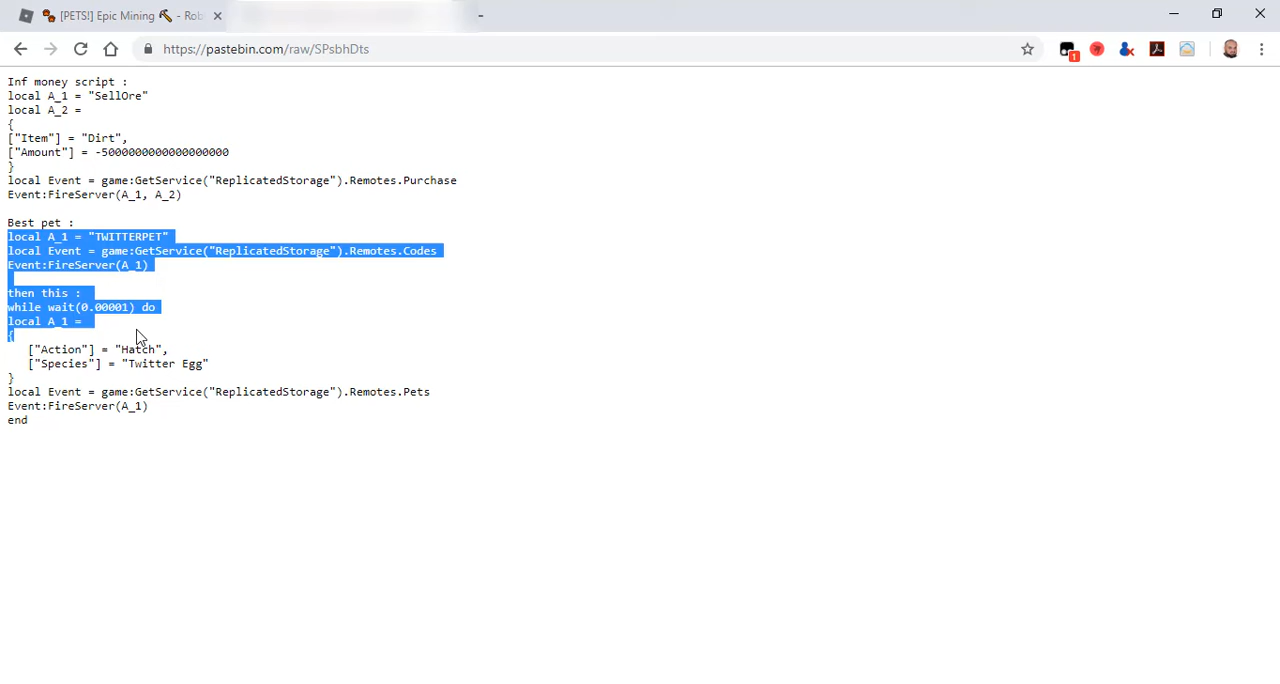 [PETS!] Epic Mining - Rob
https://pastebin.com/raw/SPsbhDts
1
Inf money script :
local A_1 = "SellOre"
local A_2 =
{
["Item"] = "Dirt",
["Amount"] = -5000000000000000000
}
local Event = game:GetService("ReplicatedStorage").Remotes.Purchase
Event:FireServer(A_1, A_2)
Best pet :
local A_1 = "TWITTERPET"
local Event = game:GetService("ReplicatedStorage").Remotes.Codes
Event:FireServer(A_1)
then this :
while wait(0.00001) do
local A_1 =
{
["Action"] = "Hatch",
["Species"] = "Twitter Egg"
}
local Event = game:GetService("ReplicatedStorage").Remotes.Pets
Event:FireServer(A_1)
end